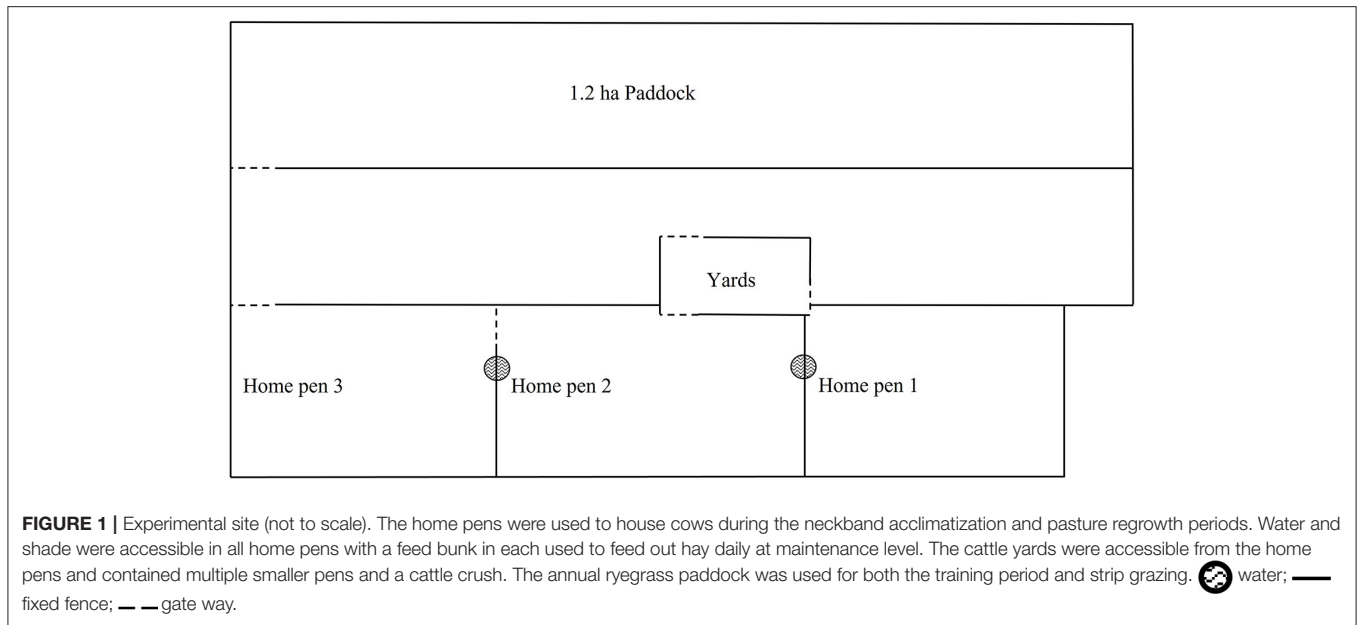 1.2 ha Paddock
Yards
Home pen 3
Home pen 2
Home pen 1
FIGURE 1 | Experimental site (not to scale). The home pens were used to house cows during the neckband acclimatization and pasture regrowth periods. Water and
shade were accessible in all home pens with a feed bunk in each used to feed out hay daily at maintenance level. The cattle yards were accessible from the home
pens and contained multiple smaller pens and a cattle crush. The annual ryegrass paddock was used for both the training period and strip grazing. water;
fixed fence; gate way.